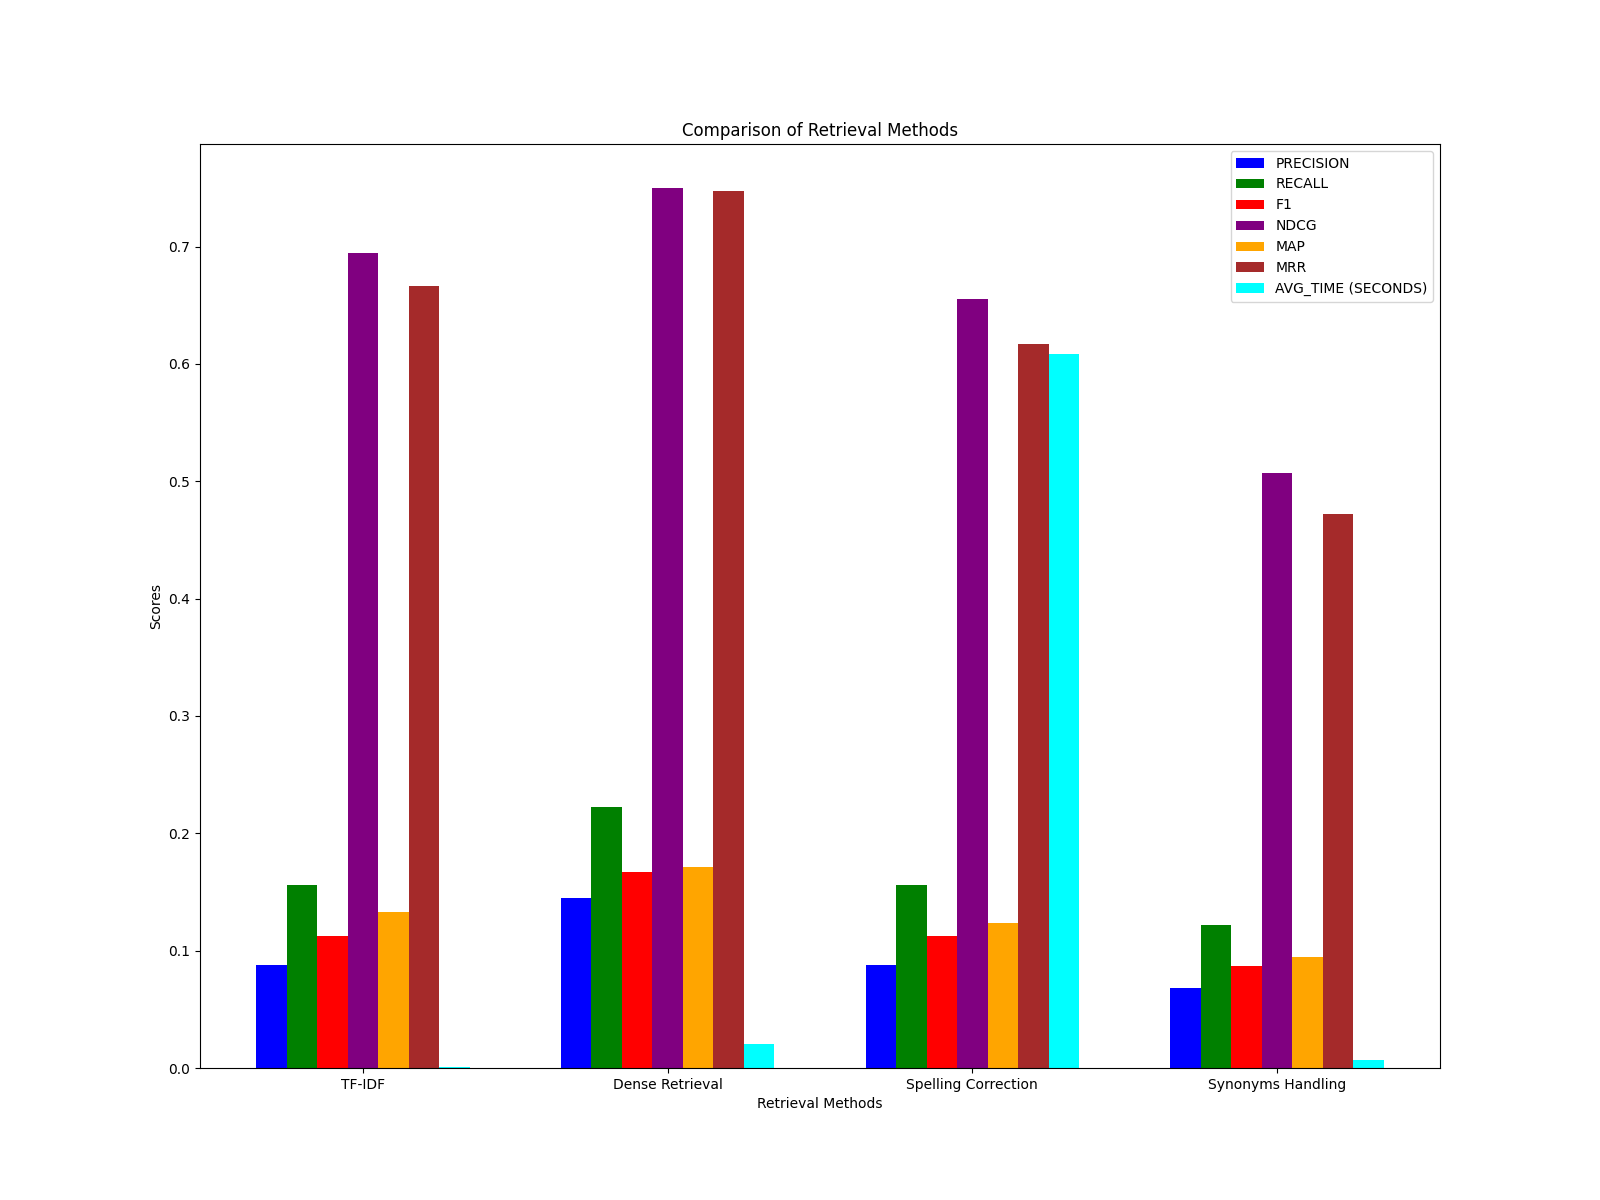 Comparison of Retrieval Methods
PRECISION
RECALL
F1
NDCG
MAP
MRR
AVG_TIME (SECONDS)
Scores
0.7
0.6
0.5
0.4
0.3
0.2
0.1
0.0
TF-IDF
Dense Retrieval
Spelling Correction
Synonyms Handling
Retrieval Methods